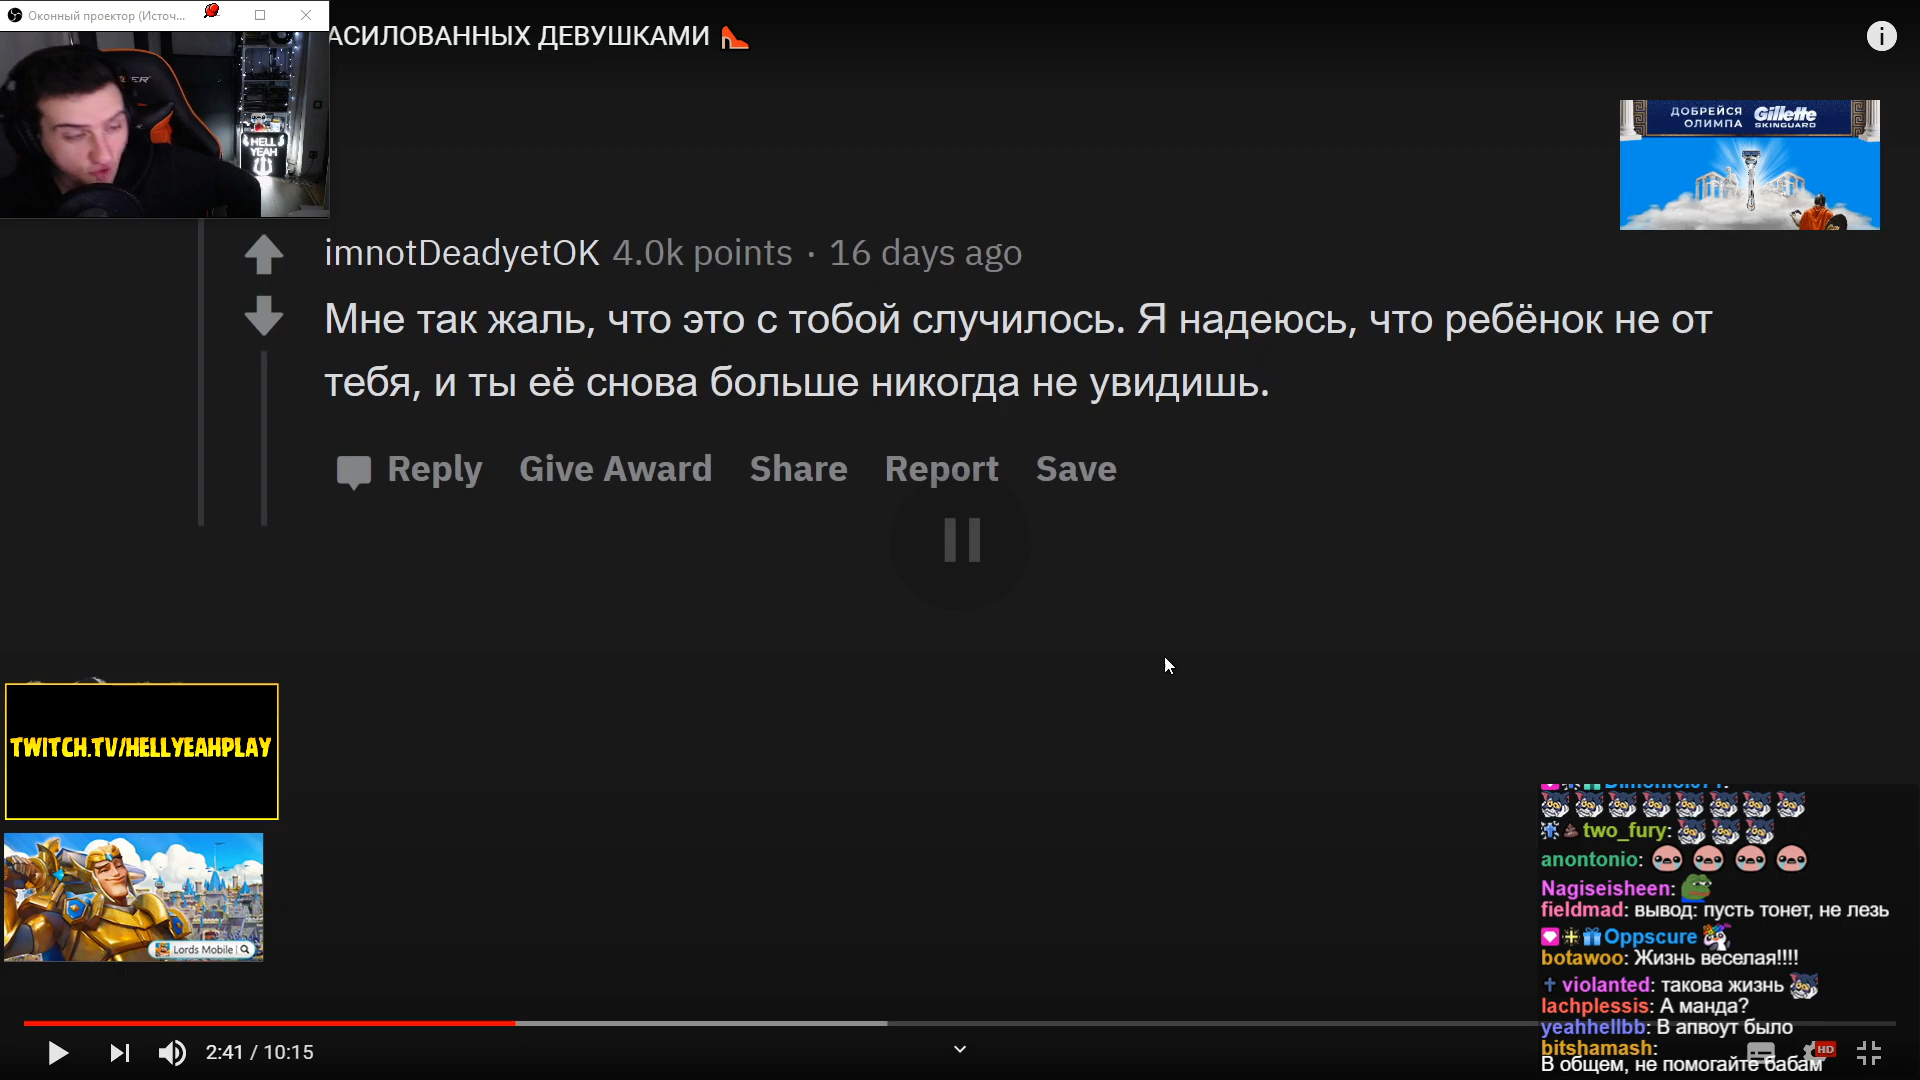 Оконный проектор (Источ...
АСИЛОВАННЫХ ДЕВУШКАМИ
HELL
YEAH
ДОБРЕЙСЯ
ОЛИМПА
Gillette
SKINGUARD
imnotDeadyetOK 4.0k points · 16 days ago
Мне так жаль, что это с тобой случилось. Я надеюсь, что ребёнок не от
тебя, и ты её снова больше никогда не увидишь.
Reply Give Award Share Report Save
TWITCH.TV/HELLYEAHPLAY
Lords Mobile
two_fury:
anontonio:
Nagiseisheen:
fieldmad: вывод: пусть тонет, не лезь
Oppscure
botawoo: Жизнь веселая!!!!
violanted: такова жизнь
lachplessis: А манда?
yeahhellbb: В апвоут было
bitshamash:
В общем, не помогайте бабам
2:41 / 10:15
HD